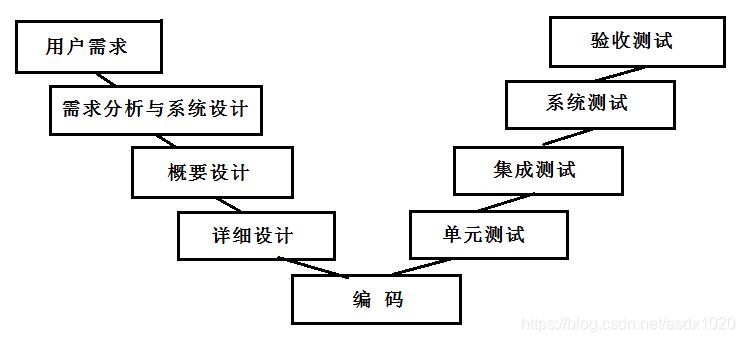 用户需求
验收测试
需求分析与系统设计
系统测试
概要设计
集成测试
详细设计
单元测试
编 码
https://blog.csdn.net/asdx1020